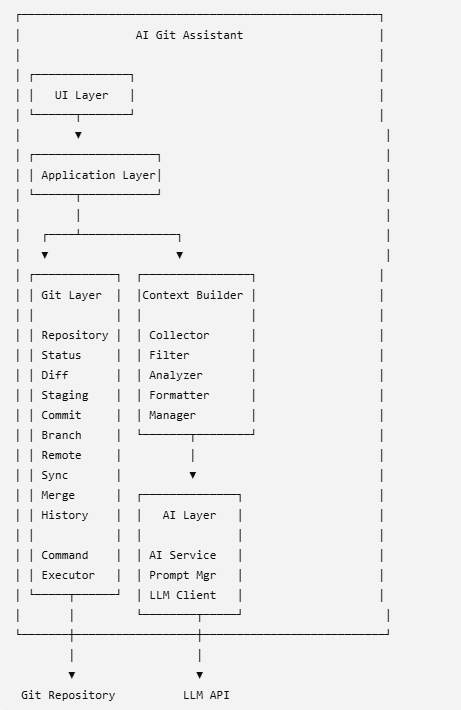 AI Git Assistant
UI Layer
Application Layer
Git Layer Context Builder
Repository Collector
Status Filter
Diff Analyzer
Staging Formatter
Commit Manager
Branch
Remote
Sync
Merge
History AI Layer
Command AI Service
Executor Prompt Mgr
LLM Client
Git Repository LLM API